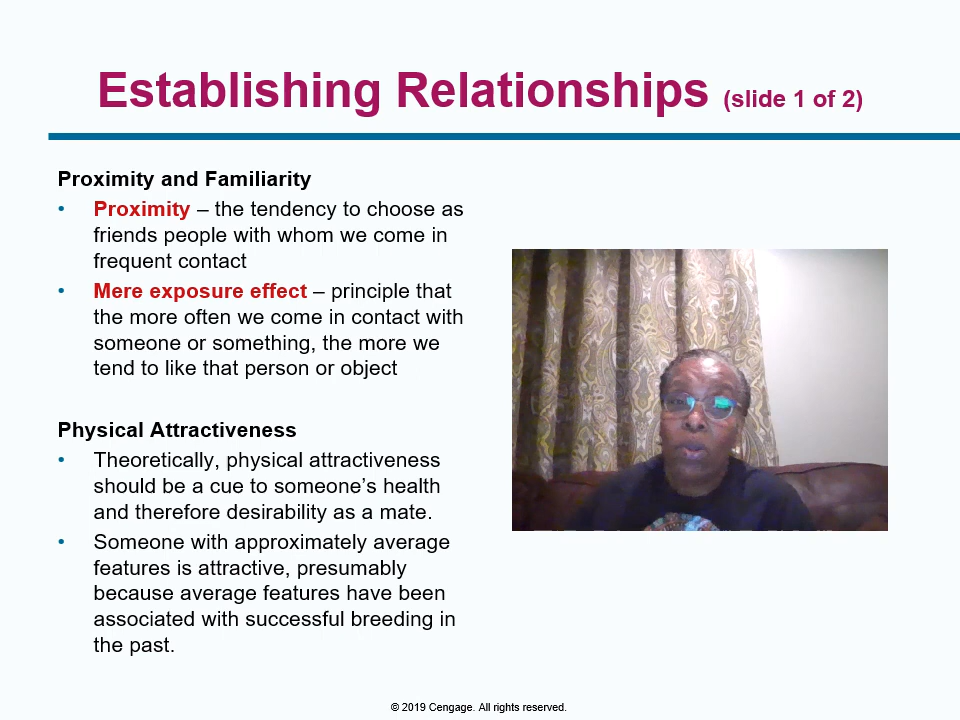 Establishing Relationships (slide 1 of 2)
Proximity and Familiarity
• Proximity – the tendency to choose as
friends people with whom we come in
frequent contact
• Mere exposure effect – principle that
the more often we come in contact with
someone or something, the more we
tend to like that person or object
Physical Attractiveness
• Theoretically, physical attractiveness
should be a cue to someone’s health
and therefore desirability as a mate.
• Someone with approximately average
features is attractive, presumably
because average features have been
associated with successful breeding in
the past.
© 2019 Cengage. All rights reserved.